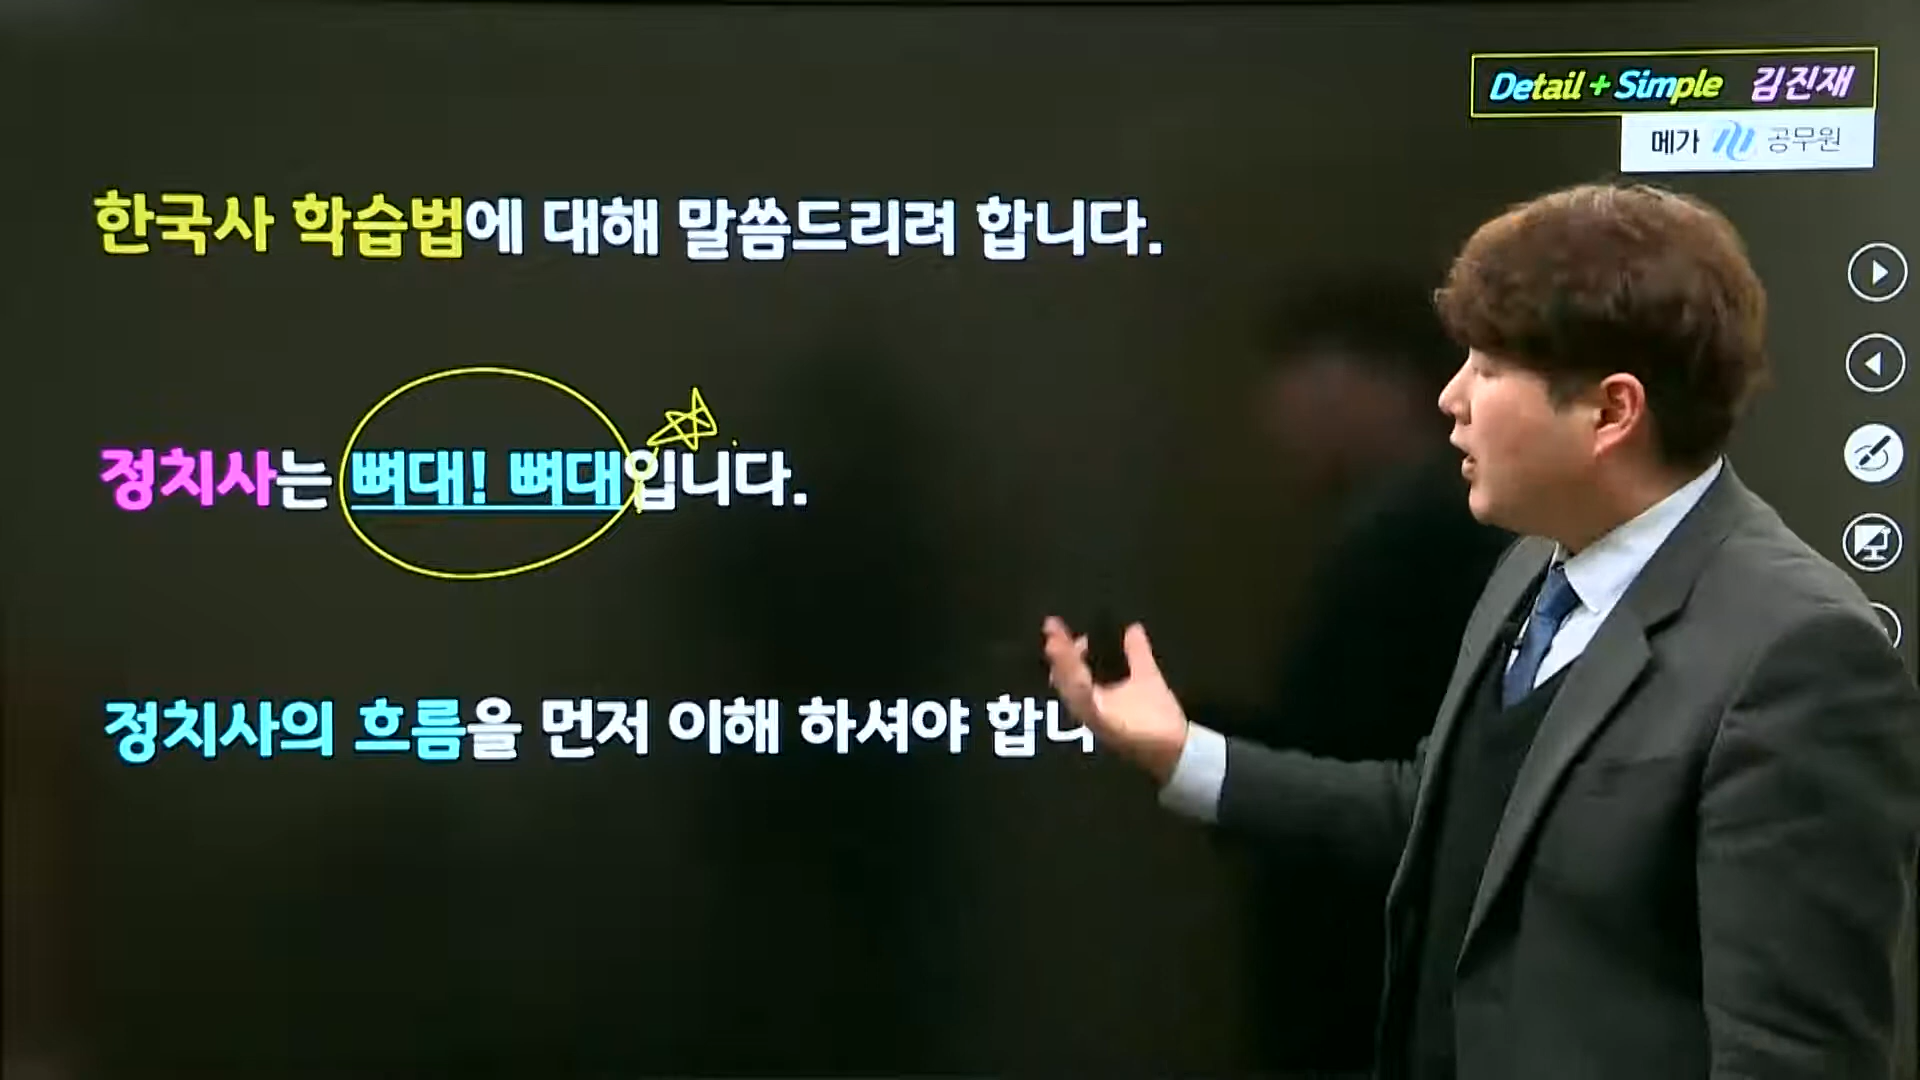 Detail + Simple 김진재
메가 공무원
한국사 학습법에 대해 말씀드리려 합니다.
정치사는 뼈대! 뼈대입니다.
정치사의 흐름을 먼저 이해 하셔야 합니